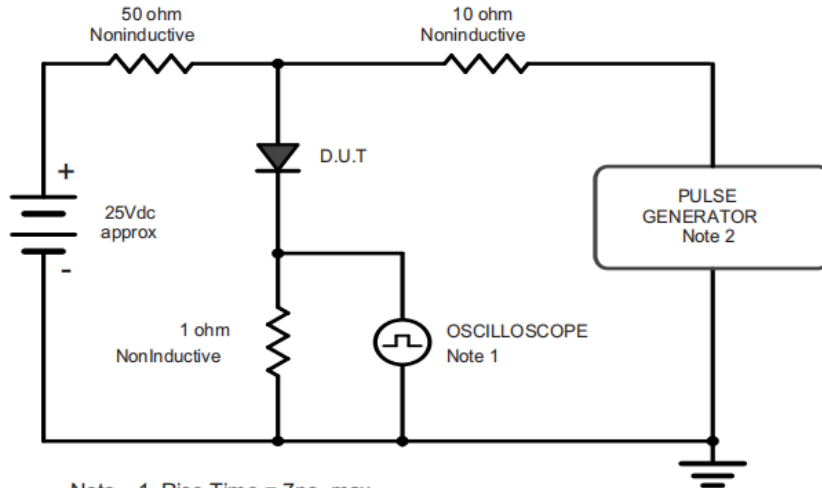 50 ohm
Noninductive
10 ohm
Noninductive
D.U.T
+
25Vdc
approx
-
PULSE
GENERATOR
Note 2
1 ohm
NonInductive
OSCILLOSCOPE
Note 1